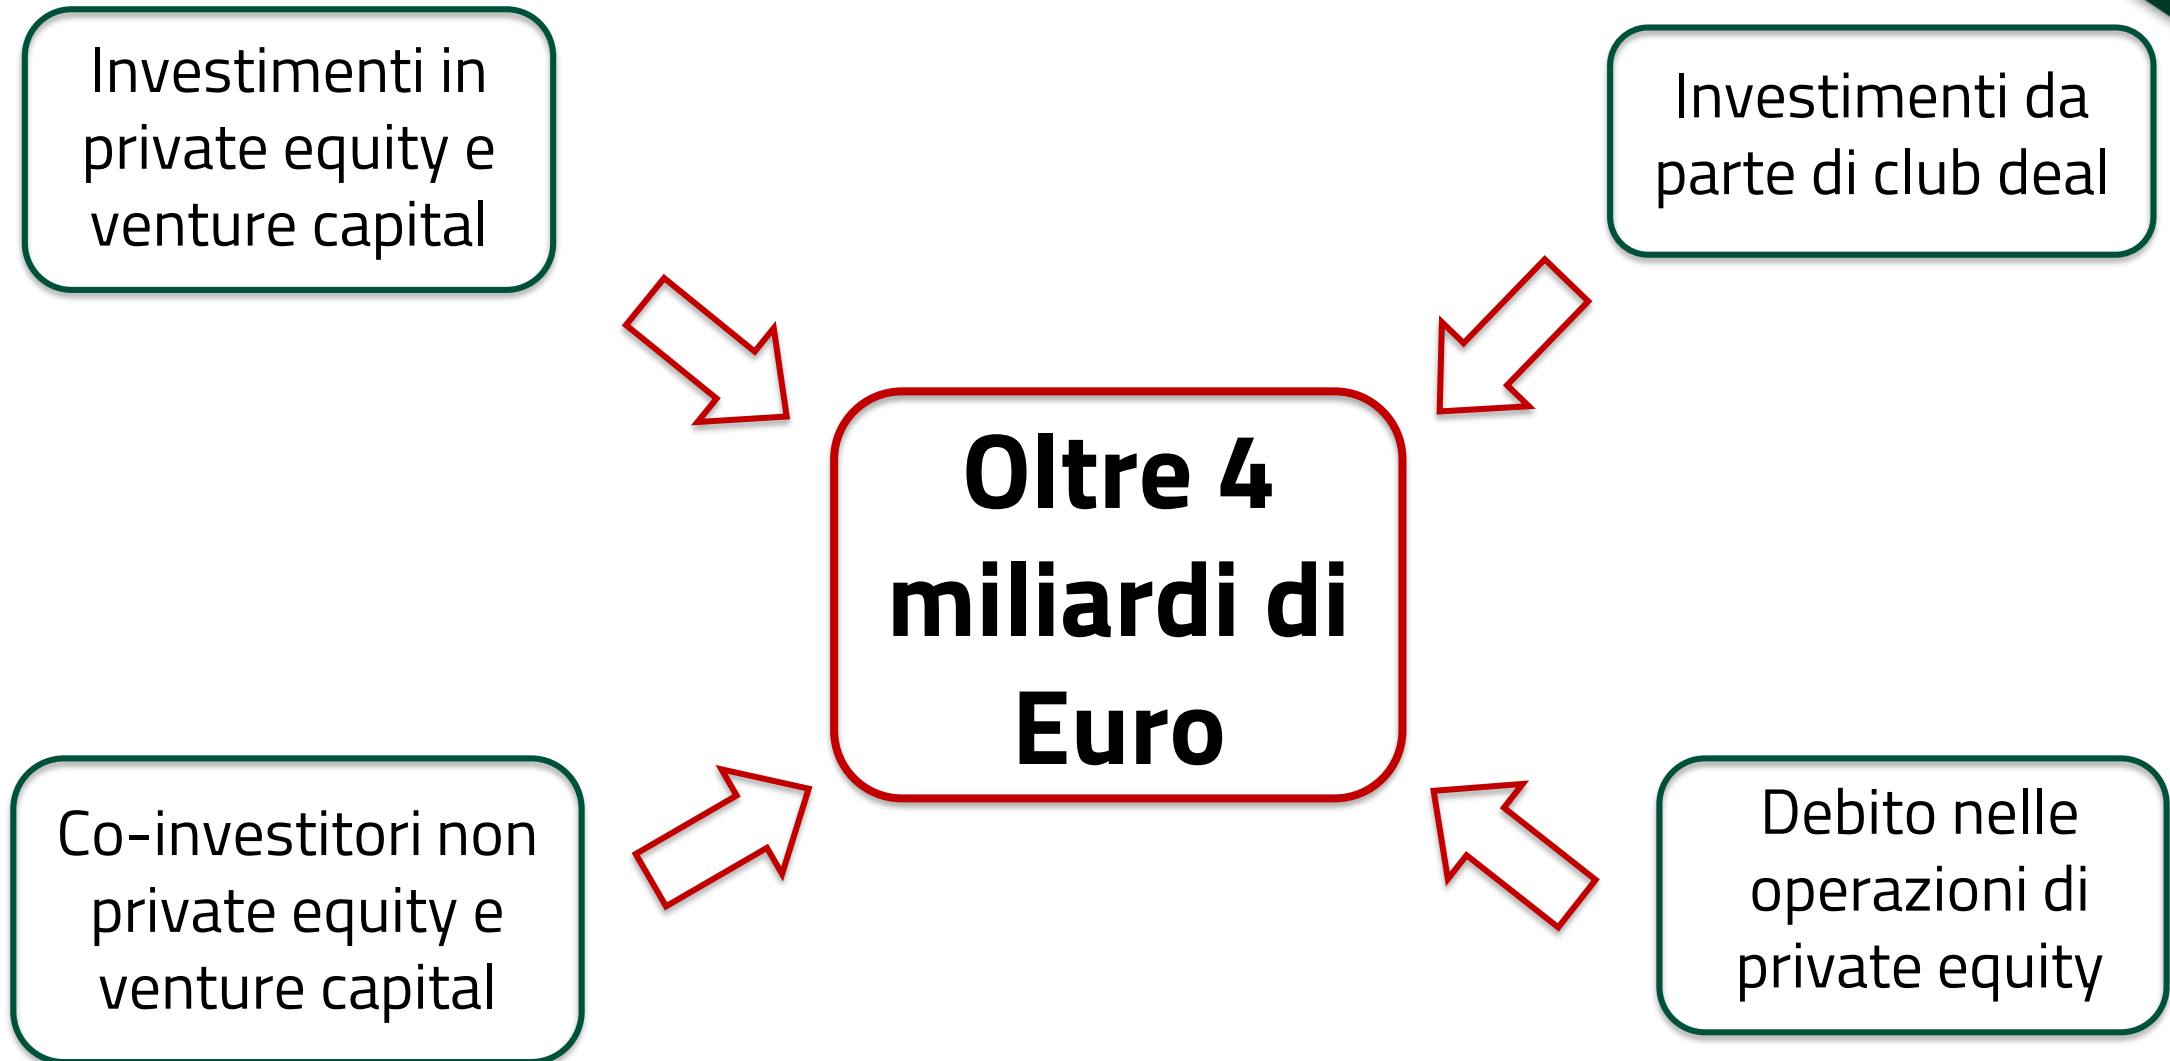 Investimenti in
private equity e
venture capital
Investimenti da
parte di club deal
Oltre 4
miliardi di
Euro
Co-investitori non
private equity e
venture capital
Debito nelle
operazioni di
private equity